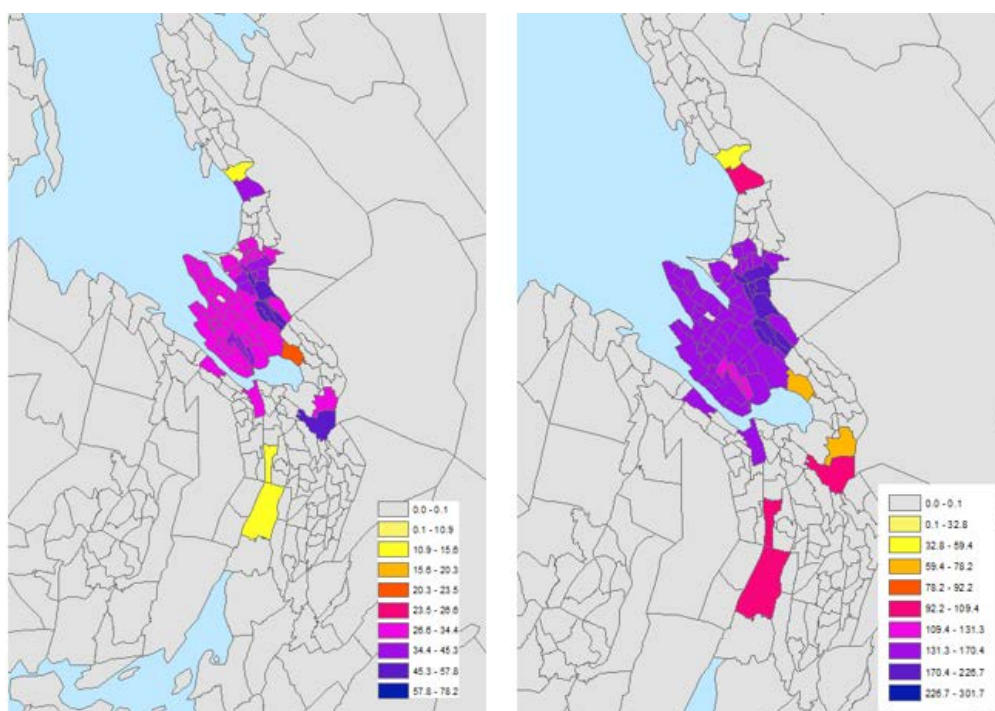 0.0 - 0.1
0.1 - 10.9
10.9 - 15.6
15.6 - 20.3
20.3 - 23.5
23.5 - 26.6
26.6 - 34.4
34.4 - 45.3
45.3 - 57.8
57.8 - 78.2
0.0 - 0.1
0.1 - 32.8
32.8 - 59.4
59.4 - 78.2
78.2 - 92.2
92.2 - 109.4
109.4 - 131.3
131.3 - 170.4
170.4 - 226.7
226.7 - 301.7